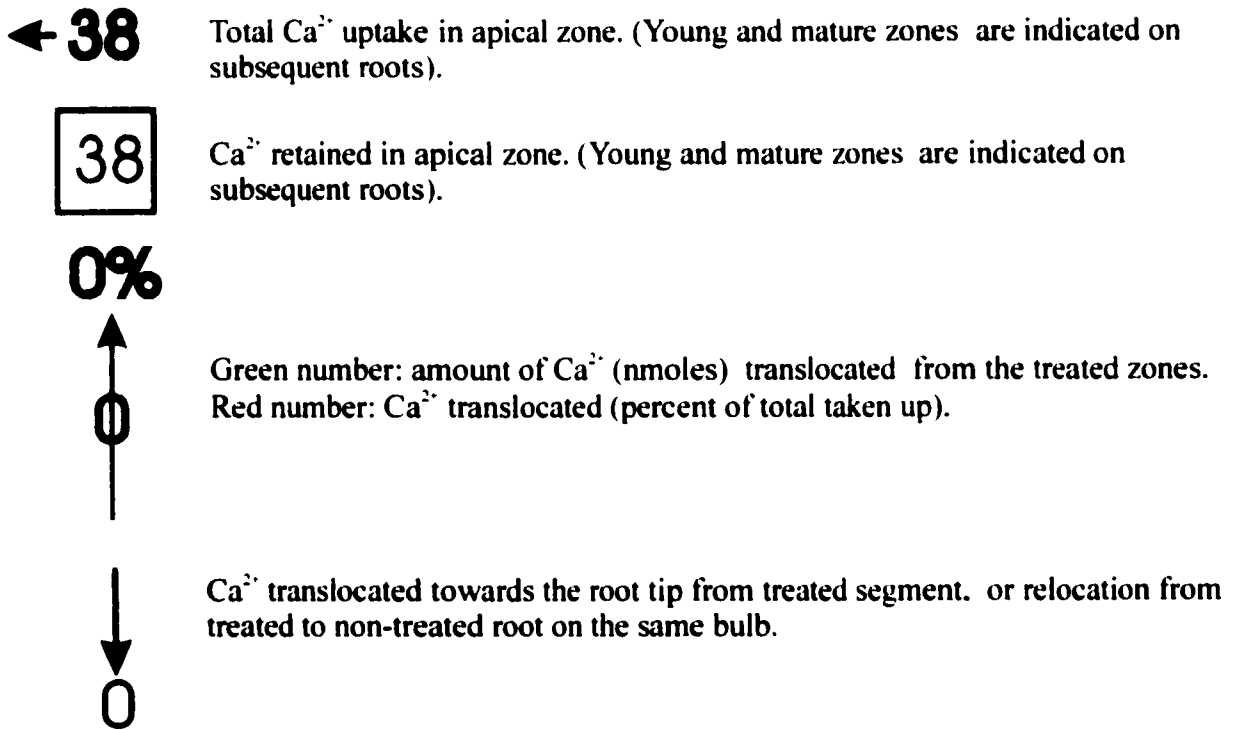 38
Total Ca²⁺ uptake in apical zone. (Young and mature zones are indicated on
subsequent roots).
38
Ca²⁺ retained in apical zone. (Young and mature zones are indicated on
subsequent roots).
0%
Green number: amount of Ca²⁺ (nmoles) translocated from the treated zones.
0
Red number: Ca²⁺ translocated (percent of total taken up).
Ca²⁺ translocated towards the root tip from treated segment. or relocation from
treated to non-treated root on the same bulb.
0